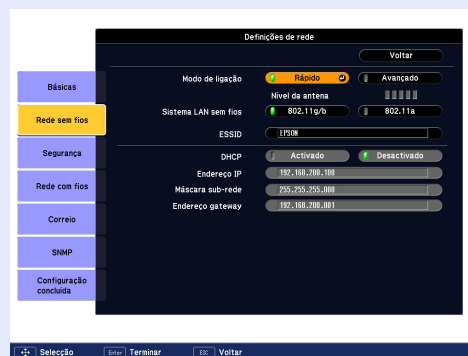 Definições de rede
Voltar
Básicas
Modo de ligação Rápido Avançado
Nível da antena
Rede sem fios
Sistema LAN sem fios 802.11g/b 802.11a
ESSID EPSON
Segurança
DHCP Activado Desactivado
Endereço IP 192.168.200.100
Rede com fios
Máscara sub-rede 255.255.255.000
Endereço gateway 192.168.200.001
Correio
SNMP
Configuração
concluída
Selecção Enter Terminar ESC Voltar